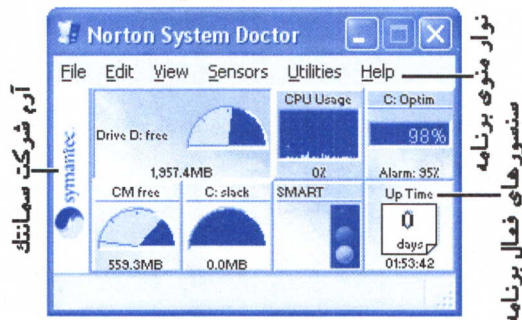 Norton System Doctor
File Edit View Sensors Utilities Help
Drive D: free
1,957.4MB
CPU Usage
0%
C: Optim
98%
Alarm: 95%
CM free
559.3MB
C: slack
0.0MB
SMART
Up Time
0
days
01:53:42
symantec
آرم شرکت سمانتک
نوار منوی برنامه
سنسورهای فعال برنامه